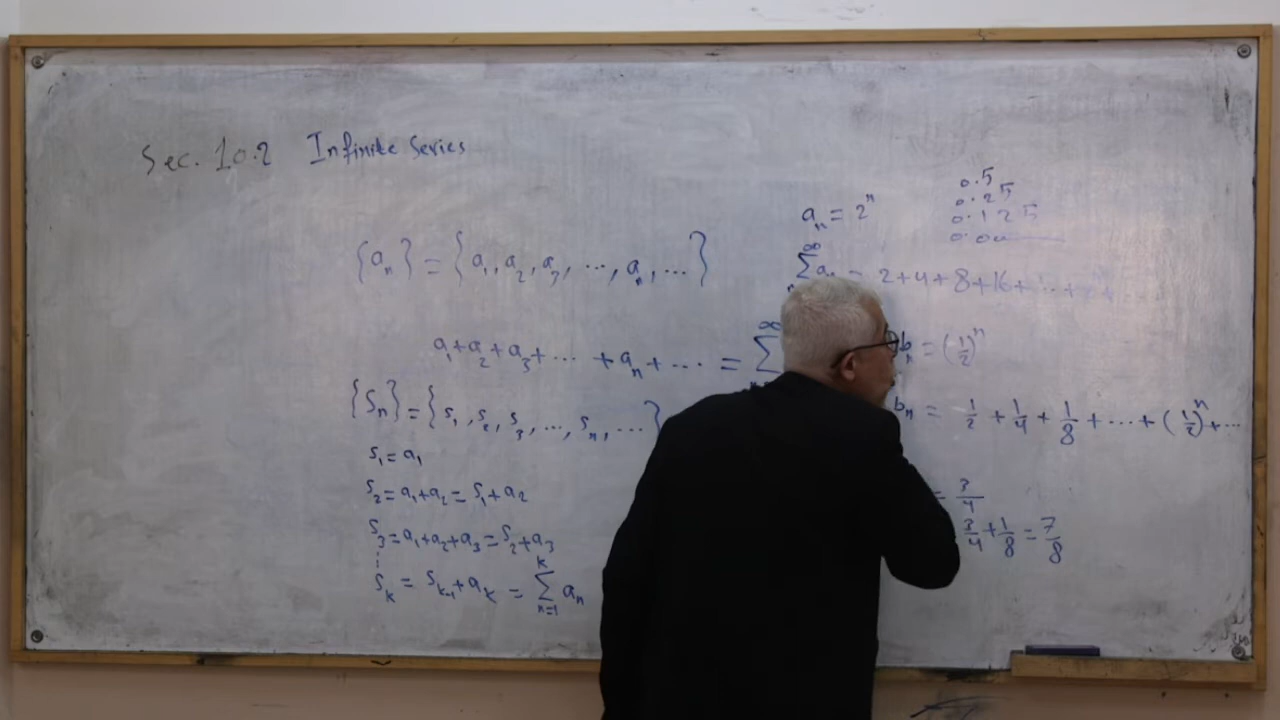 Sec. 10.2 Infinite Series
{a_n} = {a_1, a_2, a_3, ..., a_n, ...}
a_1 + a_2 + a_3 + ... + a_n + ... = ∑ ∞
{S_n} = {s_1, s_2, s_3, ..., s_n, ...}
s_1 = a_1
s_2 = a_1 + a_2 = s_1 + a_2
s_3 = a_1 + a_2 + a_3 = s_2 + a_3
⋮
s_k = s_{k-1} + a_k = ∑_{n=1}^{k} a_n
a_n = 2^n
∑^∞ a_n = 2 + 4 + 8 + 16 + ... +
0.5
0.25
0.125
0.0
b_n = (1/2)^n
b_n = 1/2 + 1/4 + 1/8 + ... + (1/2)^n + ...
= 3/4
3/4 + 1/8 = 7/8